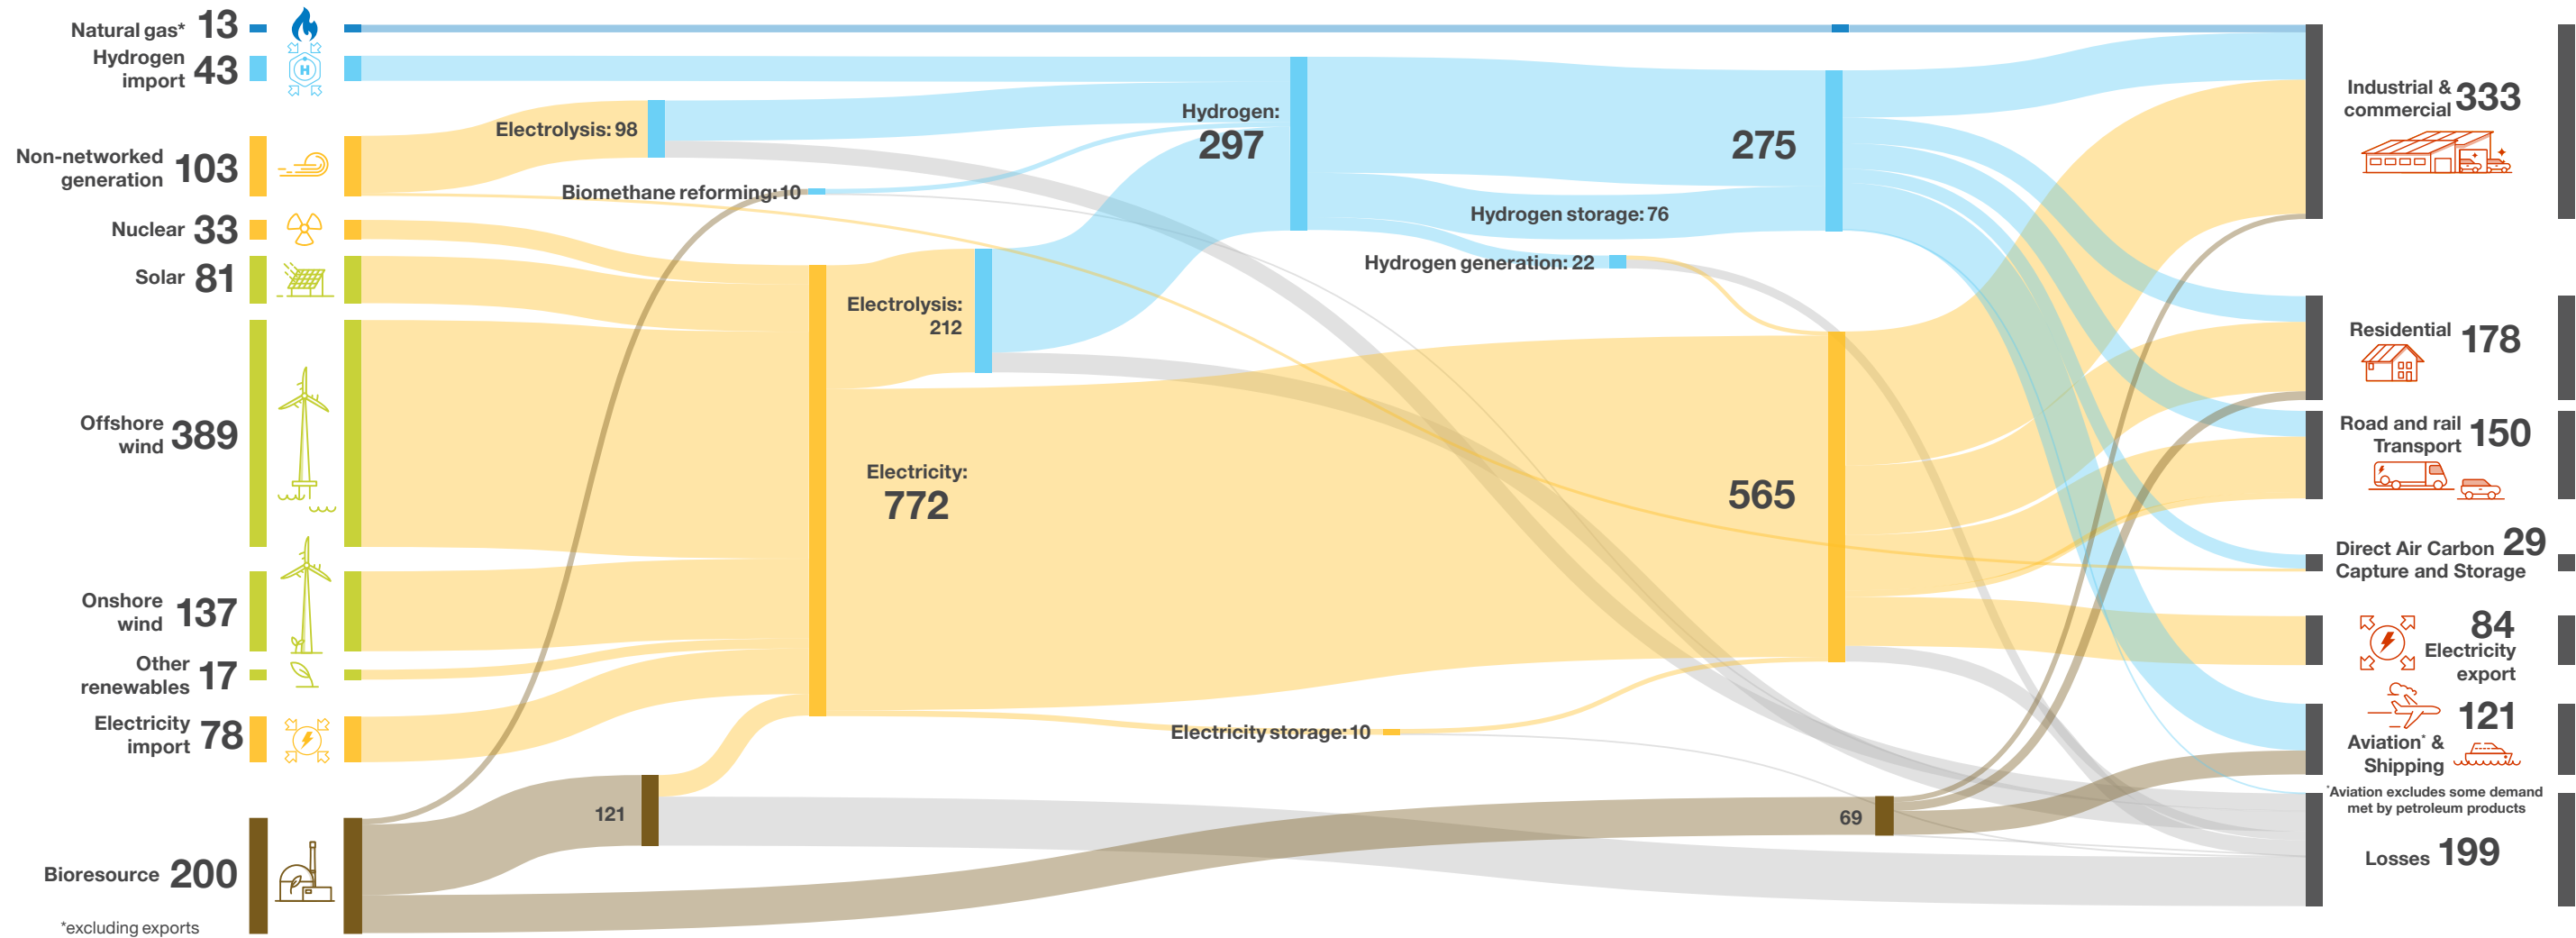 Natural gas* 13
Hydrogen
import 43
Non-networked
generation 103
Nuclear 33
Solar 81
Offshore
wind 389
Onshore
wind 137
Other
renewables 17
Electricity
import 78
Bioresource 200
*excluding exports
H
Electrolysis: 98
Biomethane reforming: 10
Electrolysis:
212
Electricity:
772
121
Hydrogen:
297
Hydrogen storage: 76
Hydrogen generation: 22
Electricity storage: 10
275
565
69
Industrial &
commercial 333
Residential 178
Road and rail
Transport 150
Direct Air Carbon
Capture and Storage 29
84
Electricity
export
121
Aviation* &
Shipping
*Aviation excludes some demand
met by petroleum products
Losses 199